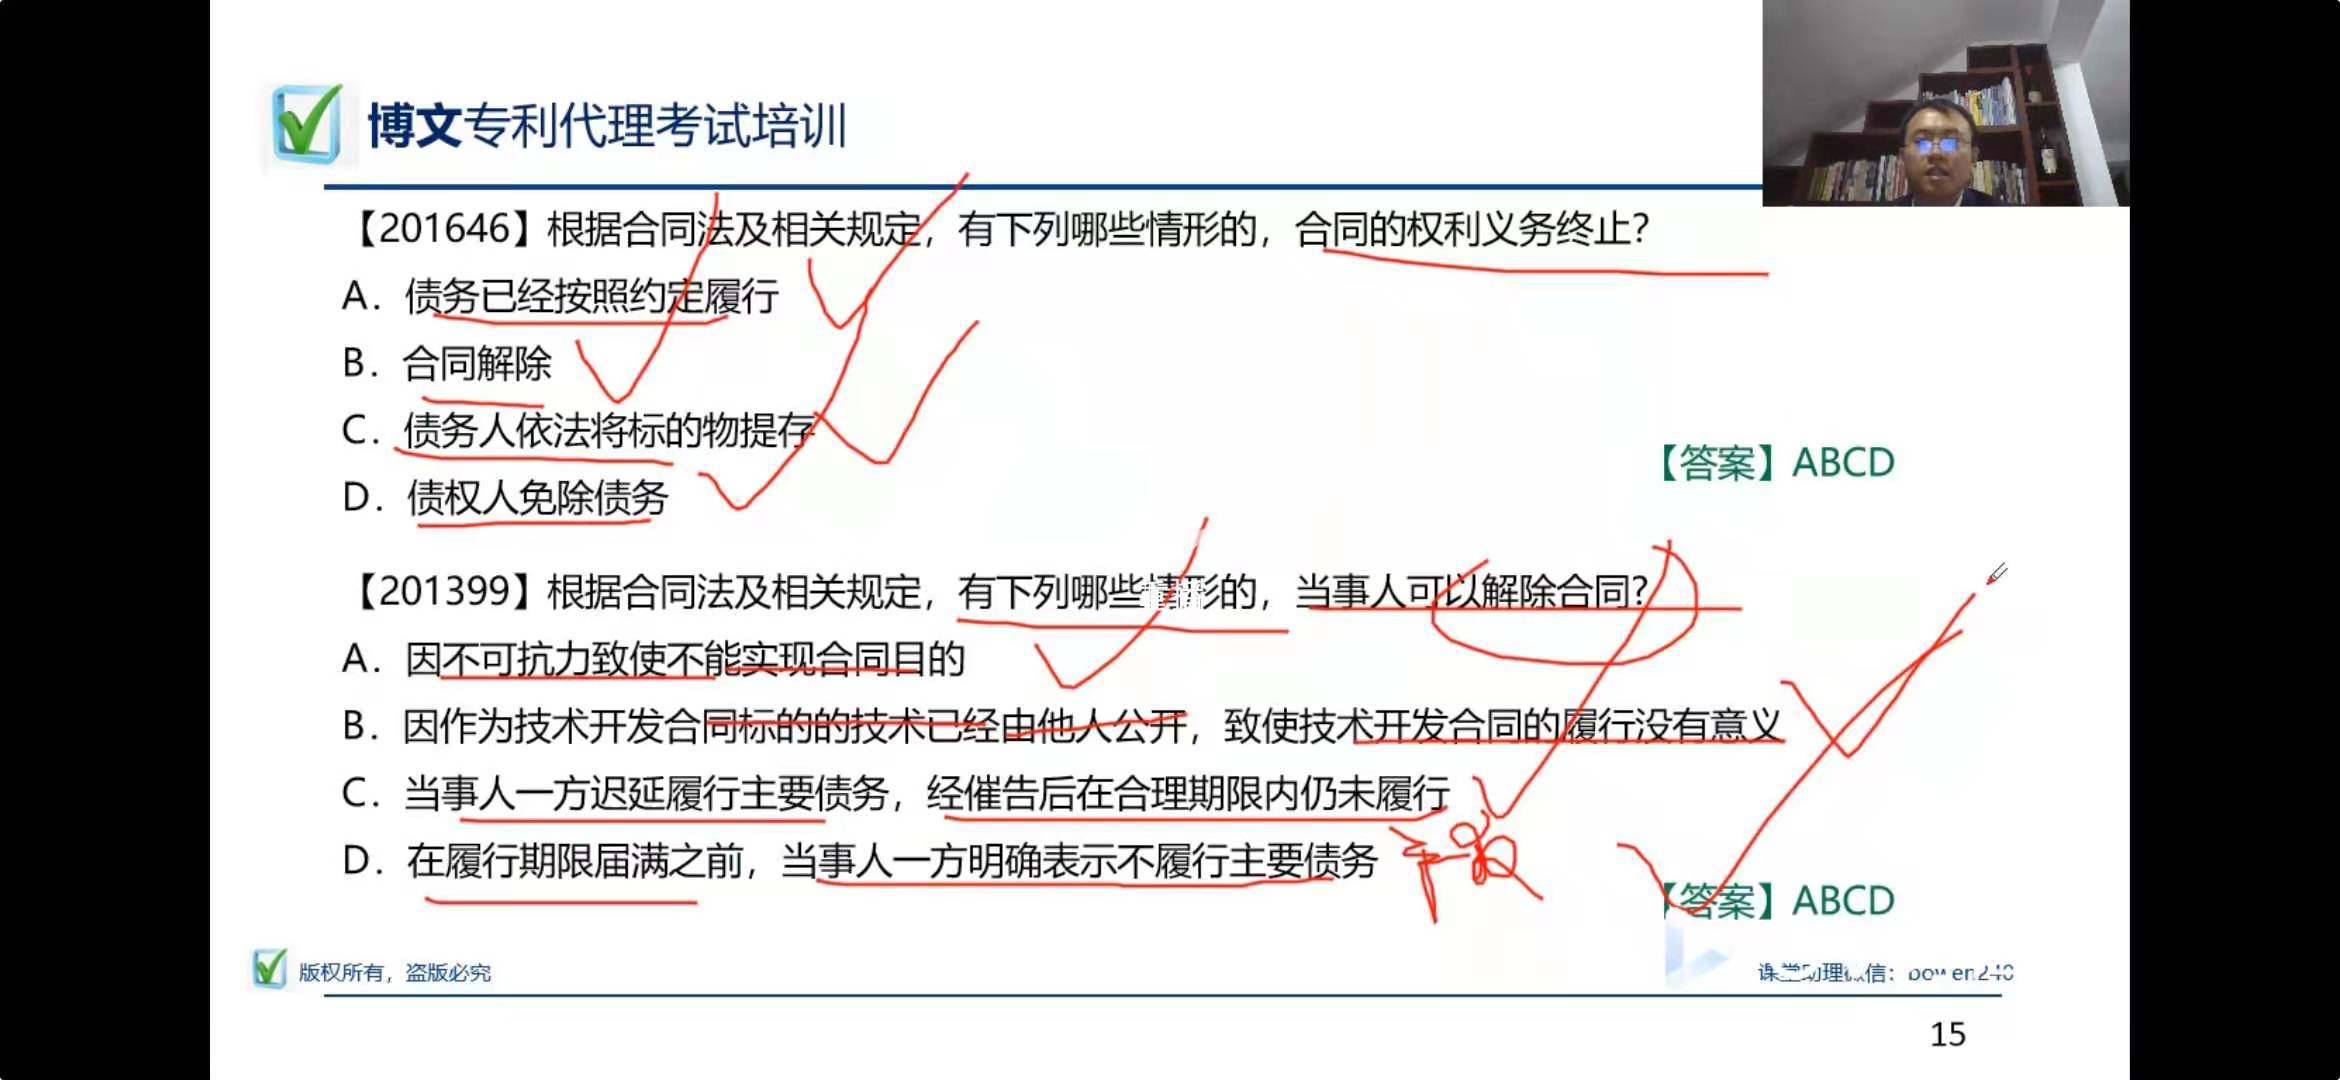 博文专利代理考试培训
【201646】根据合同法及相关规定，有下列哪些情形的，合同的权利义务终止？
A. 债务已经按照约定履行
B. 合同解除
C. 债务人依法将标的物提存
D. 债权人免除债务
【答案】ABCD
【201399】根据合同法及相关规定，有下列哪些情形的，当事人可以解除合同？
A. 因不可抗力致使不能实现合同目的
B. 因作为技术开发合同标的的技术已经由他人公开，致使技术开发合同的履行没有意义
C. 当事人一方迟延履行主要债务，经催告后在合理期限内仍未履行
D. 在履行期限届满之前，当事人一方明确表示不履行主要债务
【答案】ABCD
版权所有，盗版必究
课堂助理微信：bowen240
15